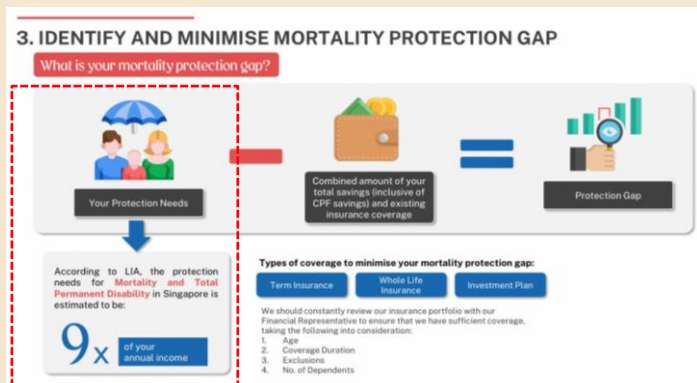 3. IDENTIFY AND MINIMISE MORTALITY PROTECTION GAP
What is your mortality protection gap?
Your Protection Needs
Combined amount of your
total savings (inclusive of
CPF savings) and existing
insurance coverage
Protection Gap
According to LIA, the protection
needs for Mortality and Total
Permanent Disability in Singapore is
estimated to be:
9x
of your
annual income
Types of coverage to minimise your mortality protection gap:
Term Insurance
Whole Life
Insurance
Investment Plan
We should constantly review our insurance portfolio with our
Financial Representative to ensure that we have sufficient coverage,
taking the following into consideration:
1. Age
2. Coverage Duration
3. Exclusions
4. No. of Dependents